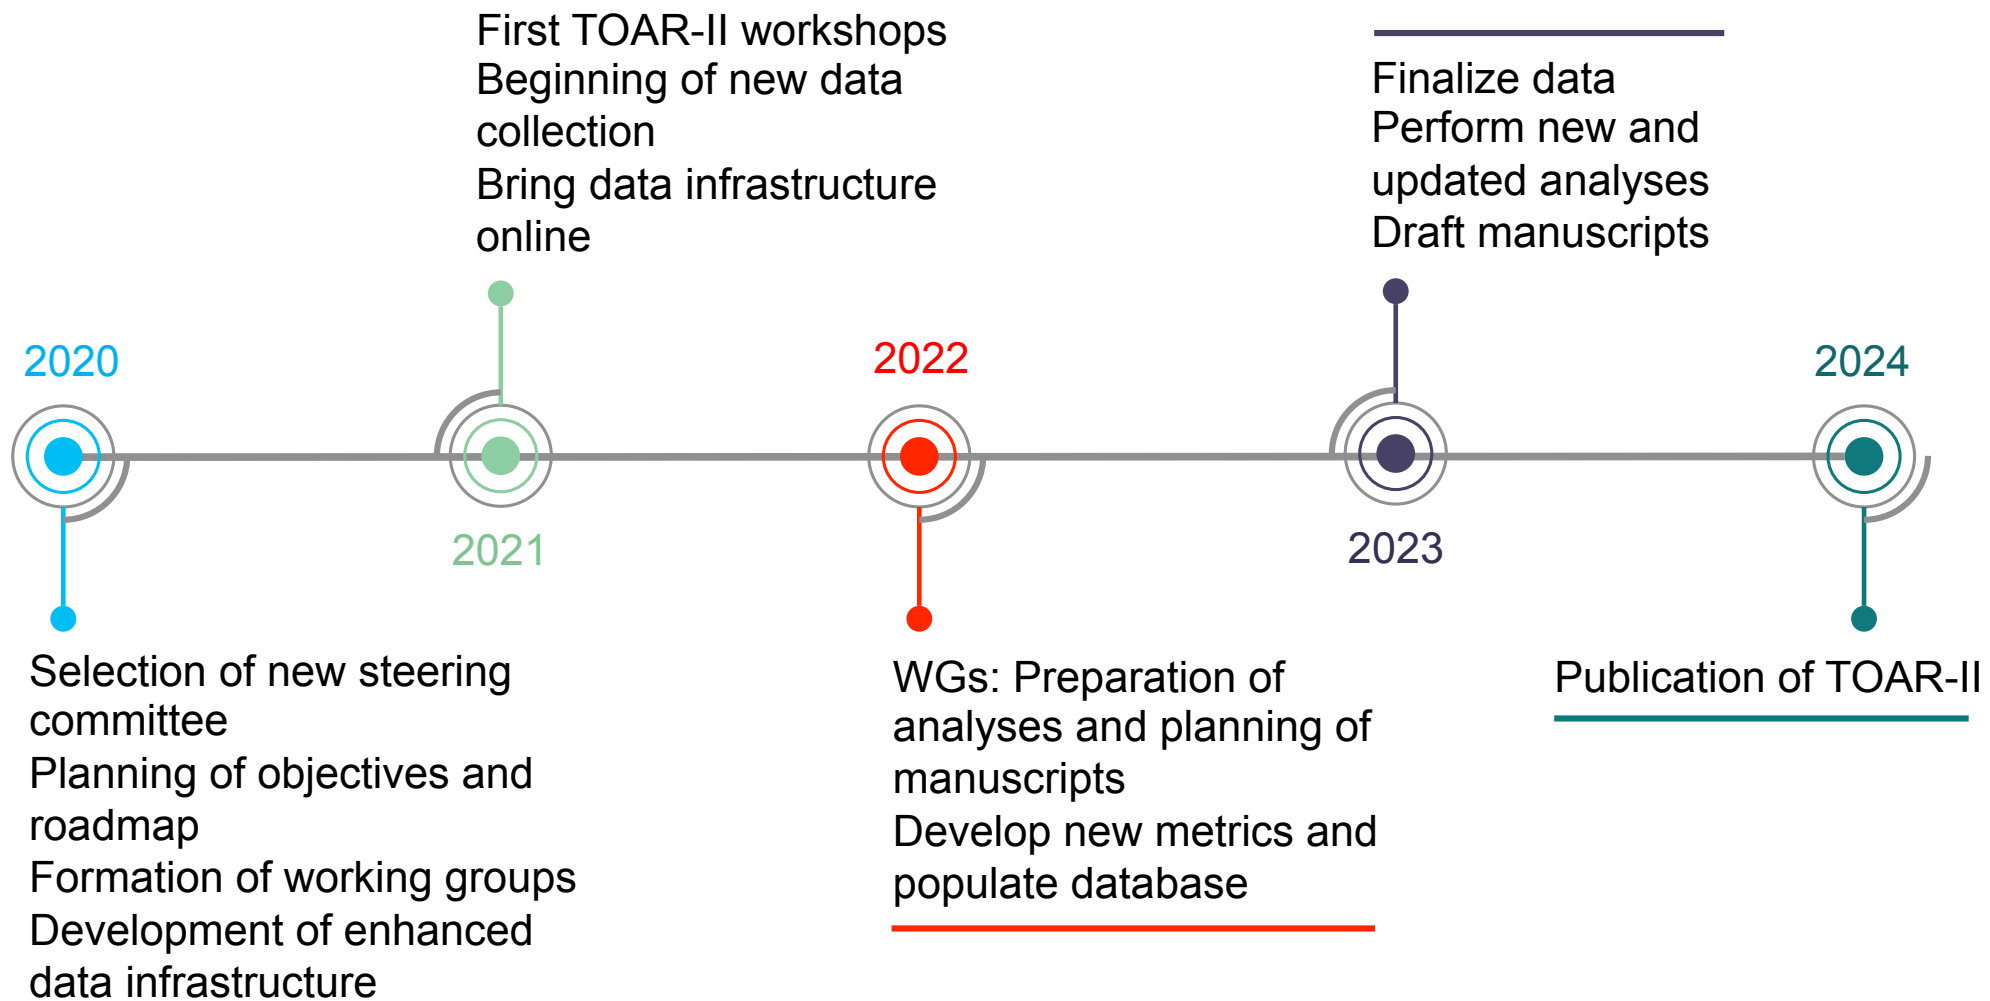 First TOAR-II workshops
Beginning of new data
collection
Bring data infrastructure
online
Finalize data
Perform new and
updated analyses
Draft manuscripts
2020
2022
2024
2021
2023
Selection of new steering
committee
Planning of objectives and
roadmap
Formation of working groups
Development of enhanced
data infrastructure
WGs: Preparation of
analyses and planning of
manuscripts
Develop new metrics and
populate database
Publication of TOAR-II